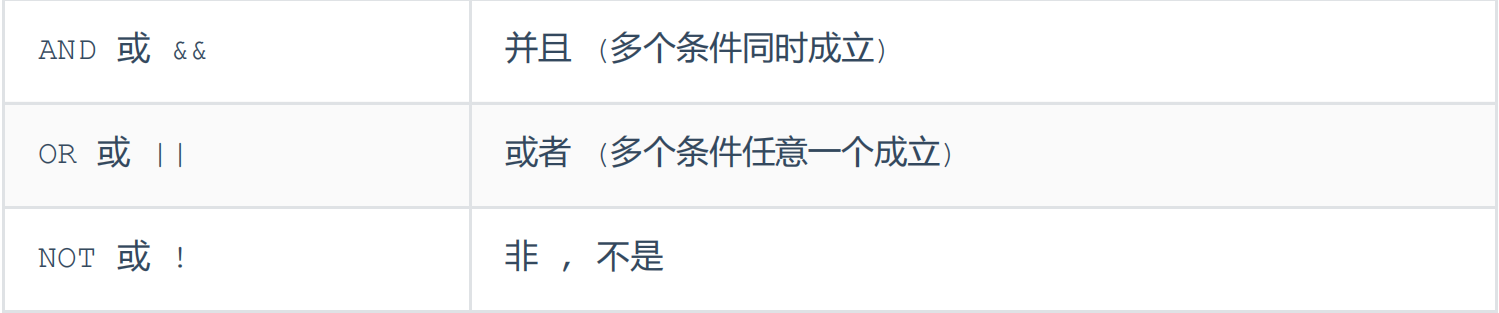 AND 或 && 并且 (多个条件同时成立)
OR 或 || 或者 (多个条件任意一个成立)
NOT 或 ! 非 , 不是